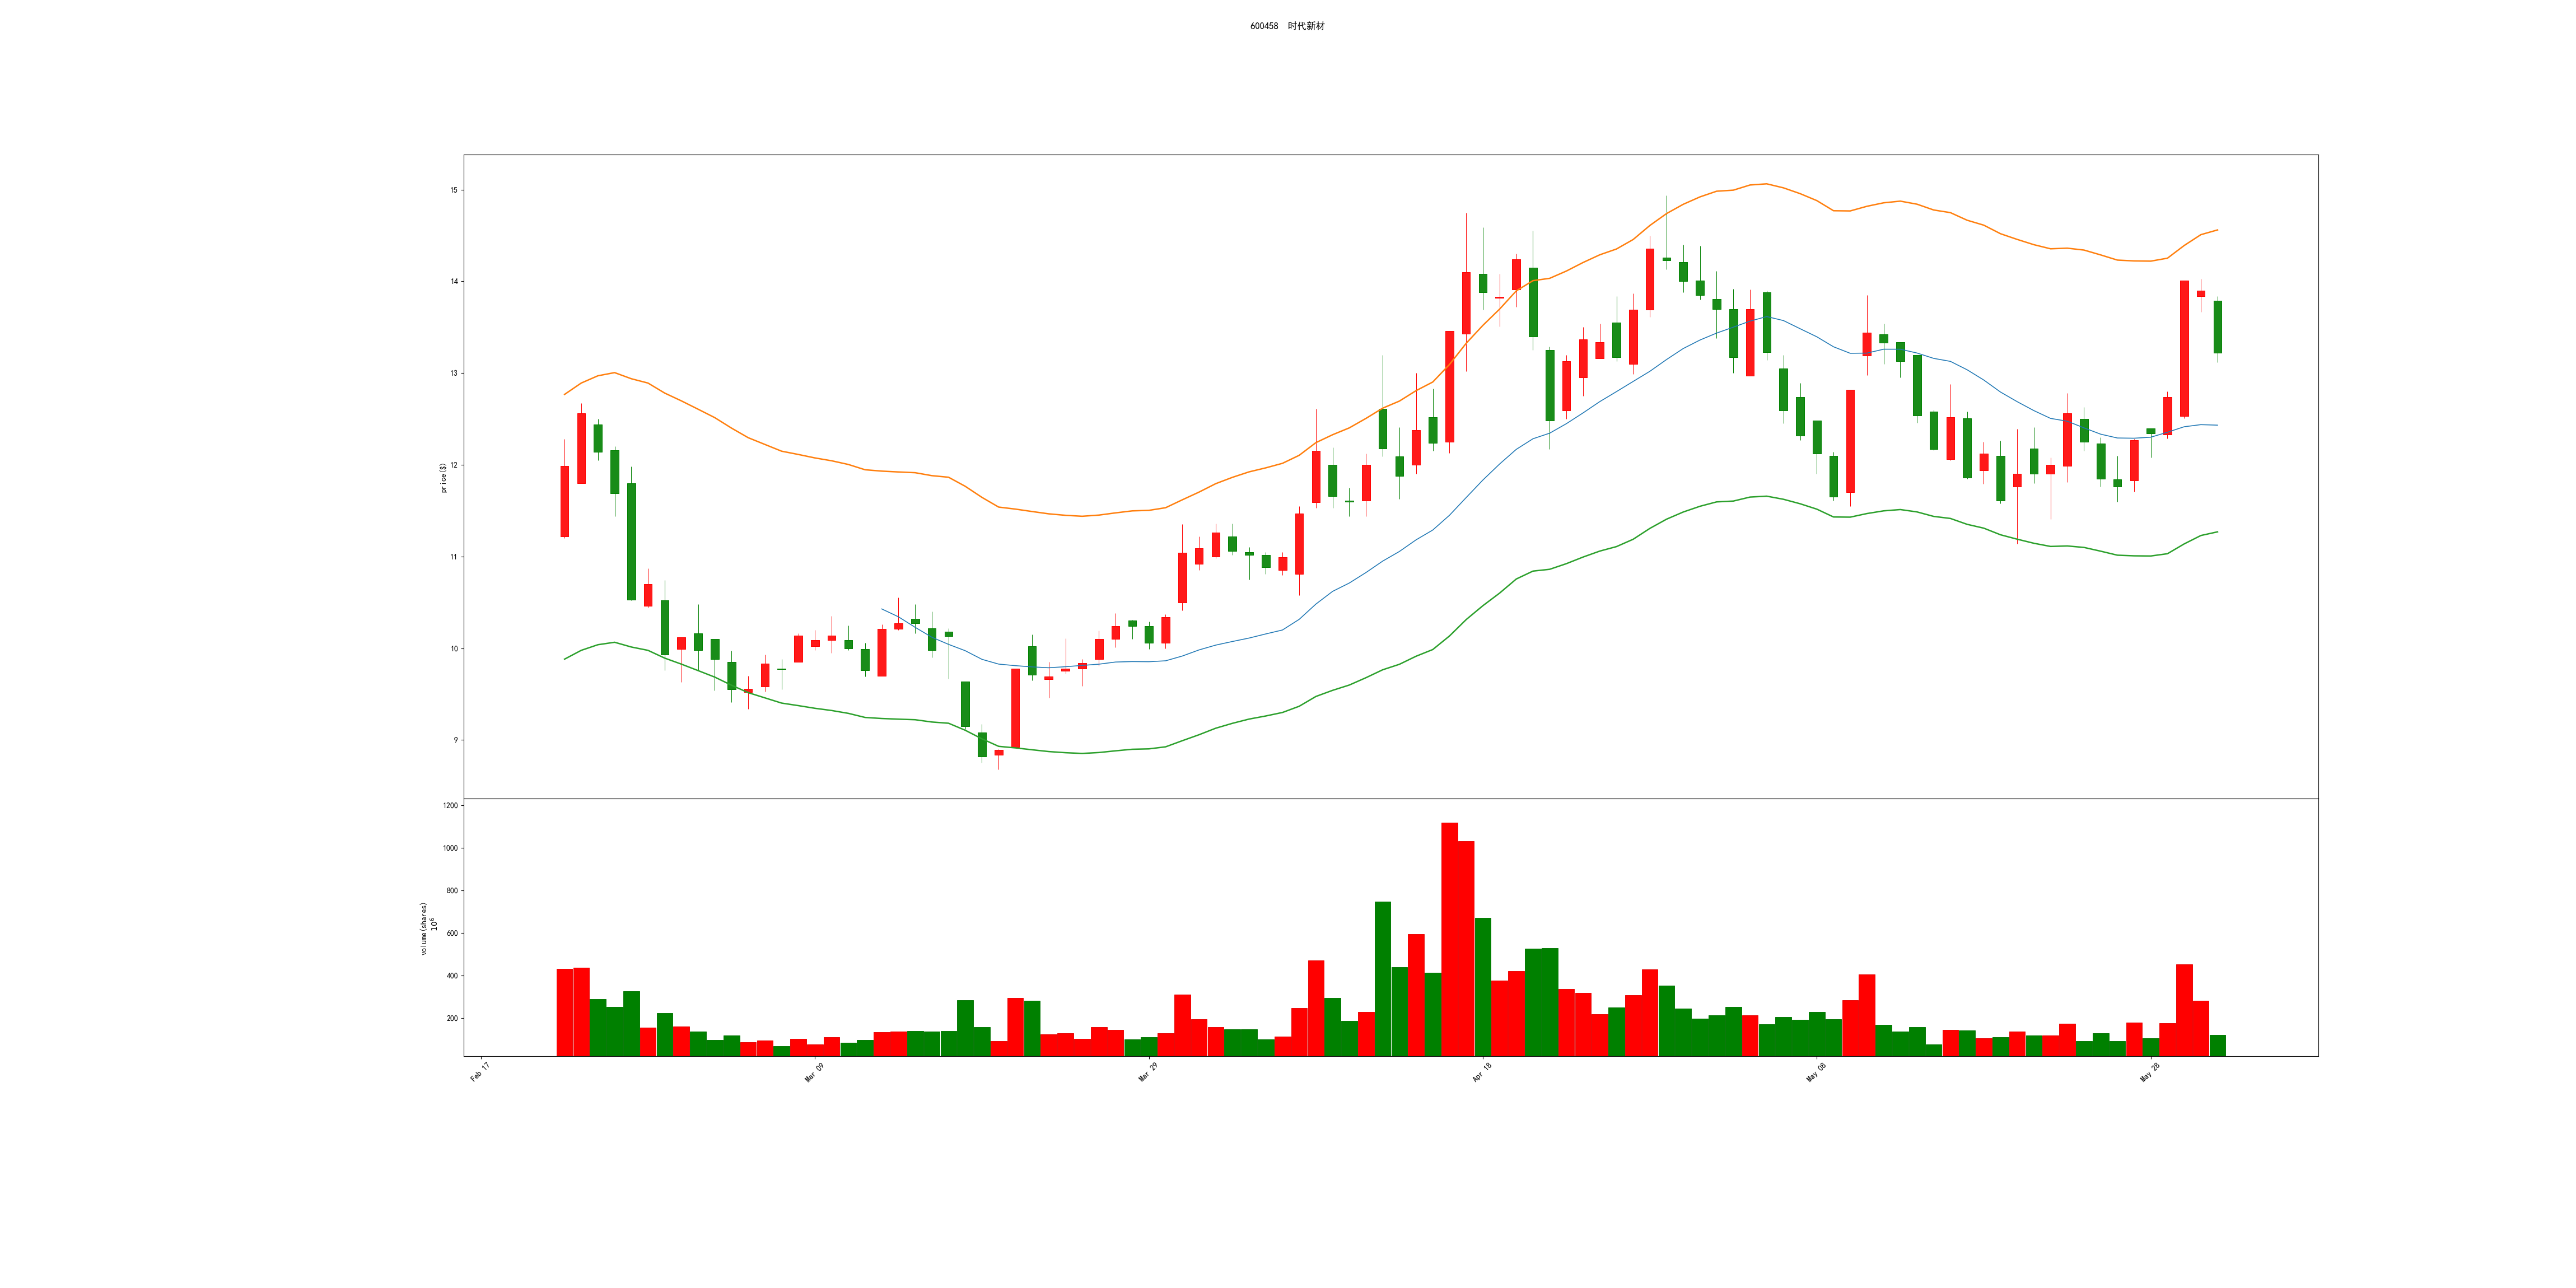 600458 时代新材
price($)
15
14
13
12
11
10
9
volume(shares)
10⁶
1200
1000
800
600
400
200
Feb 17
Mar 09
Mar 29
Apr 18
May 08
May 28